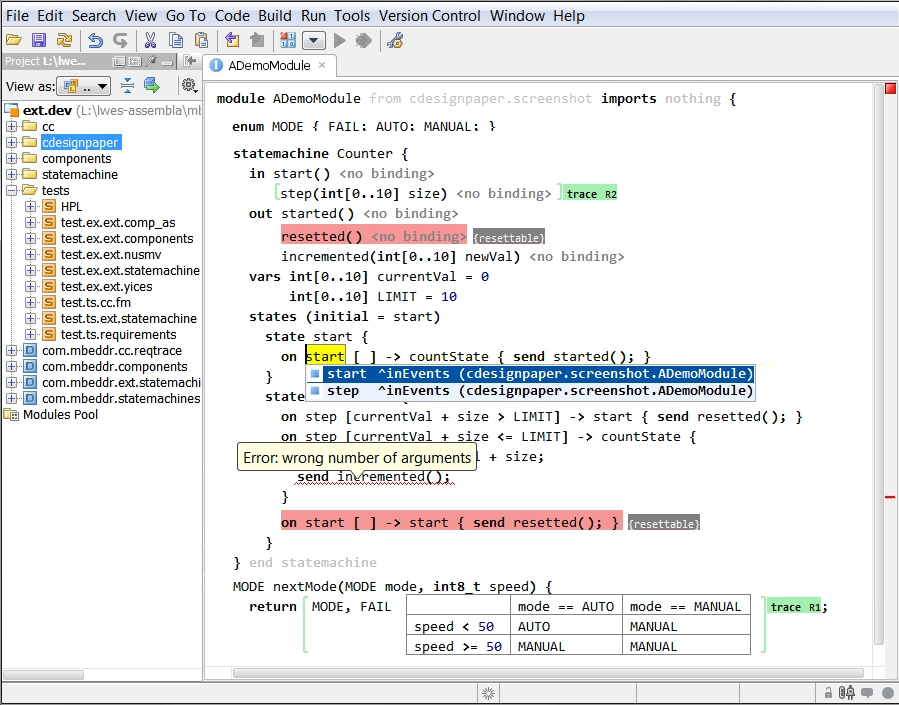 File Edit Search View Go To Code Build Run Tools Version Control Window Help
Project L:\lwe...
View as: ..
ext.dev (L:\lwes-assembla\mb
cc
cdesignpaper
components
statemachine
tests
HPL
test.ex.ext.comp_as
test.ex.ext.components
test.ex.ext.nusmv
test.ex.ext.statemachine
test.ex.ext.yices
test.ts.cc.fm
test.ts.ext.statemachine
test.ts.requirements
com.mbeddr.cc.reqtrace
com.mbeddr.components
com.mbeddr.ext.statemachi
com.mbeddr.statemachines
Modules Pool
ADemoModule
module ADemoModule from cdesignpaper.screenshot imports nothing {
enum MODE { FAIL: AUTO: MANUAL: }
statemachine Counter {
in start() <no binding>
step(int[0..10] size) <no binding> trace R2
out started() <no binding>
resetted() <no binding> {resettable}
incremented(int[0..10] newVal) <no binding>
vars int[0..10] currentVal = 0
int[0..10] LIMIT = 10
states (initial = start)
state start {
on start [ ] -> countState { send started(); }
start ^inEvents (cdesignpaper.screenshot.ADemoModule)
} step ^inEvents (cdesignpaper.screenshot.ADemoModule)
state {
on step [currentVal + size > LIMIT] -> start { send resetted(); }
on step [currentVal + size <= LIMIT] -> countState {
Error: wrong number of arguments + size;
send incremented();
}
on start [ ] -> start { send resetted(); } {resettable}
}
} end statemachine
MODE nextMode(MODE mode, int8_t speed) {
return MODE, FAIL mode == AUTO mode == MANUAL trace R1;
speed < 50 AUTO MANUAL
speed >= 50 MANUAL MANUAL